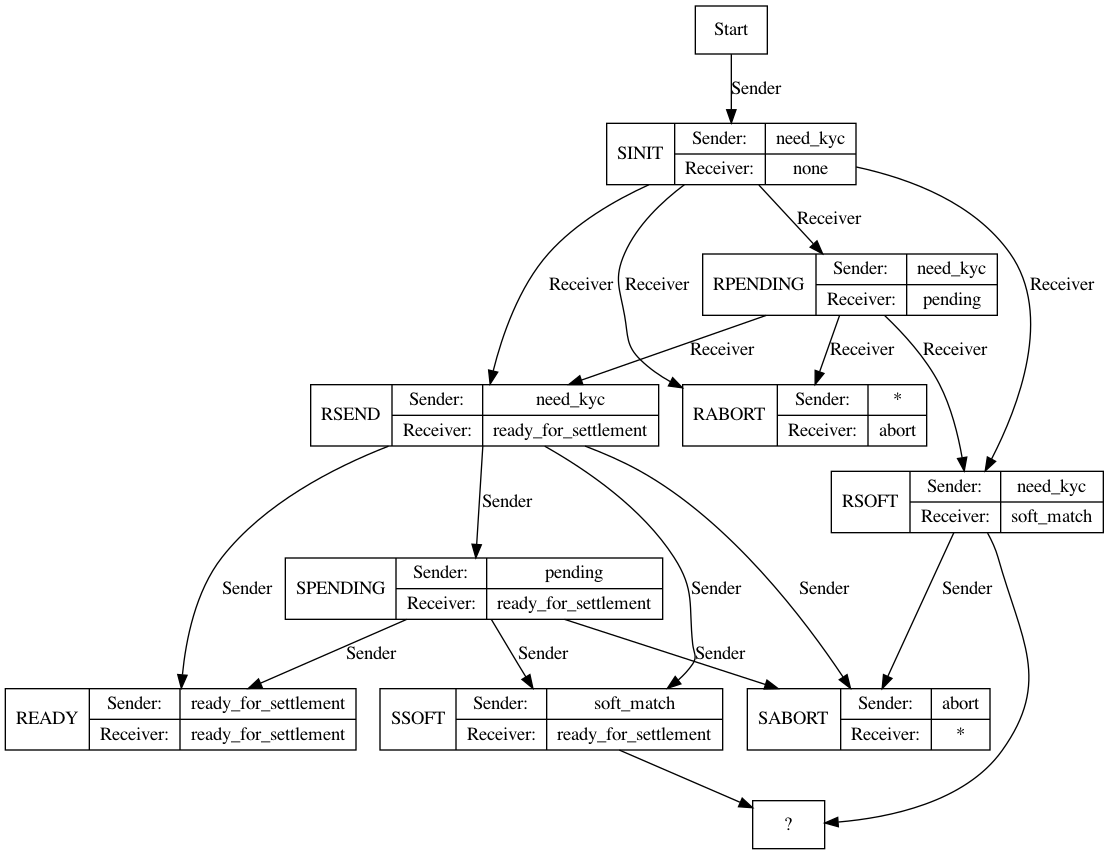 Start
Sender
SINIT
Sender: need_kyc
Receiver: none
Receiver
Receiver
Receiver
Receiver
RPENDING
Sender: need_kyc
Receiver: pending
Receiver
Receiver
Receiver
RSEND
Sender: need_kyc
Receiver: ready_for_settlement
RABORT
Sender: *
Receiver: abort
RSOFT
Sender: need_kyc
Receiver: soft_match
Sender
SPENDING
Sender: pending
Receiver: ready_for_settlement
Sender
Sender
Sender
Sender
Sender
Sender
Sender
READY
Sender: ready_for_settlement
Receiver: ready_for_settlement
SSOFT
Sender: soft_match
Receiver: ready_for_settlement
SABORT
Sender: abort
Receiver: *
?